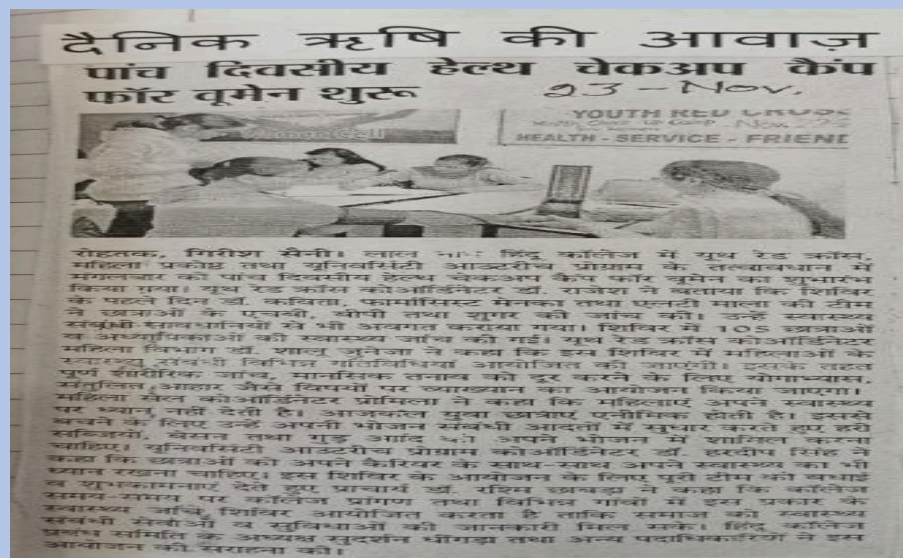 दैनिक ऋषि की आवाज़
पांच दिवसीय हेल्थ चेकअप कैंप
फॉर वूमेन शुरू 23-Nov.
YOUTH RED CROSS
Women Cell Nov-
HEALTH - SERVICE - FRIEND
रोहतक, गिरीश सैनी। लाल हिंदू कॉलेज में यूथ रेड क्रॉस,
महिला प्रकोष्ठ तथा यूनिवर्सिटी आउटरीच प्रोग्राम के तत्वावधान में
मंगलवार को पांच दिवसीय हेल्थ चेकअप कैंप फॉर वूमेन का शुभारंभ
किया गया। यूथ रेड क्रॉस कोऑर्डिनेटर डॉ. राजेश ने बताया कि शिविर
के पहले दिन डॉ. कविता, फार्मासिस्ट मेनका तथा एलटी माला की टीम
ने छात्राओं के एचबी, बीपी तथा शुगर की जांच की। उन्हें स्वास्थ्य
संबंधी सावधानियों से भी अवगत कराया गया। शिविर में 105 छात्राओं
व अध्यापिकाओं की स्वास्थ्य जांच की गई। यूथ रेड क्रॉस कोऑर्डिनेटर
महिला विभाग डॉ. शालू जुनेजा ने कहा कि इस शिविर में महिलाओं के
स्वास्थ्य संबंधी विभिन्न गतिविधियां आयोजित की जाएंगी। इसके तहत
पूर्ण शारीरिक जांच, मानसिक तनाव को दूर करने के लिए योगाभ्यास,
संतुलित आहार जैसे विषयों पर व्याख्यान का आयोजन किया जाएगा।
महिला सेल कोऑर्डिनेटर प्रोमिला ने कहा कि महिलाएं अपने स्वास्थ्य
पर ध्यान नहीं देती है। आजकल युवा छात्राएं एनीमिक होती है। इससे
बचने के लिए उन्हें अपनी भोजन संबंधी आदतों में सुधार करते हुए हरी
सब्जियों, बेसन तथा गुड़ आदि को अपने भोजन में शामिल करना
चाहिए। यूनिवर्सिटी आउटरीच प्रोग्राम कोऑर्डिनेटर डॉ. हरदीप सिंह ने
कहा कि छात्राओं को अपने कैरियर के साथ-साथ अपने स्वास्थ्य का भी
ध्यान रखना चाहिए। इस शिविर के आयोजन के लिए पूरी टीम को बधाई
व शुभकामनाएं देते हुए प्राचार्य डॉ. रश्मि छाबड़ा ने कहा कि कॉलेज
समय-समय पर कॉलेज प्रांगण तथा विभिन्न गांवों में इस प्रकार के
स्वास्थ्य जांच शिविर आयोजित करता है ताकि समाज को स्वास्थ्य
संबंधी सेवाओं व सुविधाओं की जानकारी मिल सके। हिंदू कॉलेज
प्रबंध समिति के अध्यक्ष सुदर्शन धींगड़ा तथा अन्य पदाधिकारियों ने इस
आयोजन की सराहना की।